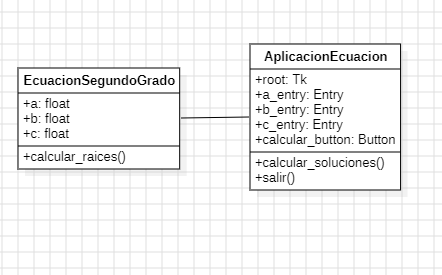 EcuacionSegundoGrado
+a: float
+b: float
+c: float
+calcular_raices()
AplicacionEcuacion
+root: Tk
+a_entry: Entry
+b_entry: Entry
+c_entry: Entry
+calcular_button: Button
+calcular_soluciones()
+salir()